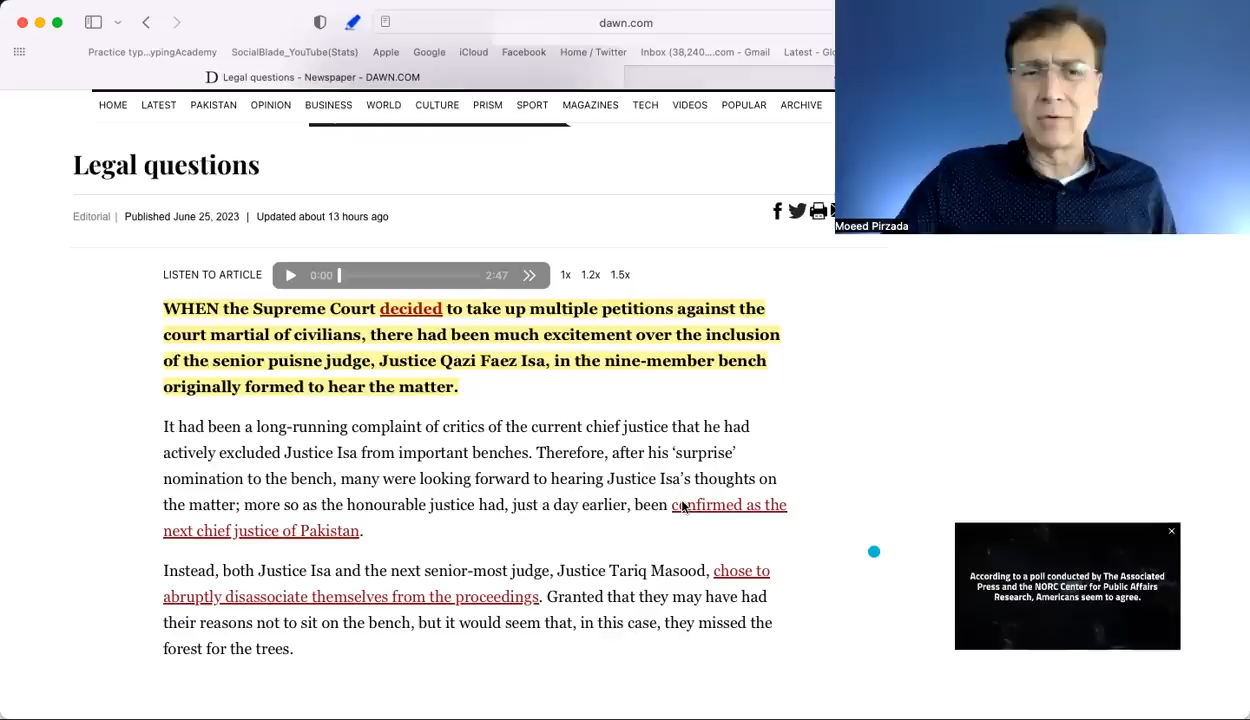 dawn.com
Practice typ...ypingAcademy SocialBlade_YouTube(Stats) Apple Google iCloud Facebook Home / Twitter Inbox (38,240....com - Gmail Latest - Glo
D Legal questions - Newspaper - DAWN.COM
HOME LATEST PAKISTAN OPINION BUSINESS WORLD CULTURE PRISM SPORT MAGAZINES TECH VIDEOS POPULAR ARCHIVE
Legal questions
Editorial | Published June 25, 2023 | Updated about 13 hours ago
Moeed Pirzada
LISTEN TO ARTICLE 0:00 2:47 1x 1.2x 1.5x
WHEN the Supreme Court decided to take up multiple petitions against the
court martial of civilians, there had been much excitement over the inclusion
of the senior puisne judge, Justice Qazi Faez Isa, in the nine-member bench
originally formed to hear the matter.
It had been a long-running complaint of critics of the current chief justice that he had
actively excluded Justice Isa from important benches. Therefore, after his ‘surprise’
nomination to the bench, many were looking forward to hearing Justice Isa’s thoughts on
the matter; more so as the honourable justice had, just a day earlier, been confirmed as the
next chief justice of Pakistan.
Instead, both Justice Isa and the next senior-most judge, Justice Tariq Masood, chose to
abruptly disassociate themselves from the proceedings. Granted that they may have had
their reasons not to sit on the bench, but it would seem that, in this case, they missed the
forest for the trees.
According to a poll conducted by The Associated
Press and the NORC Center for Public Affairs
Research, Americans seem to agree.